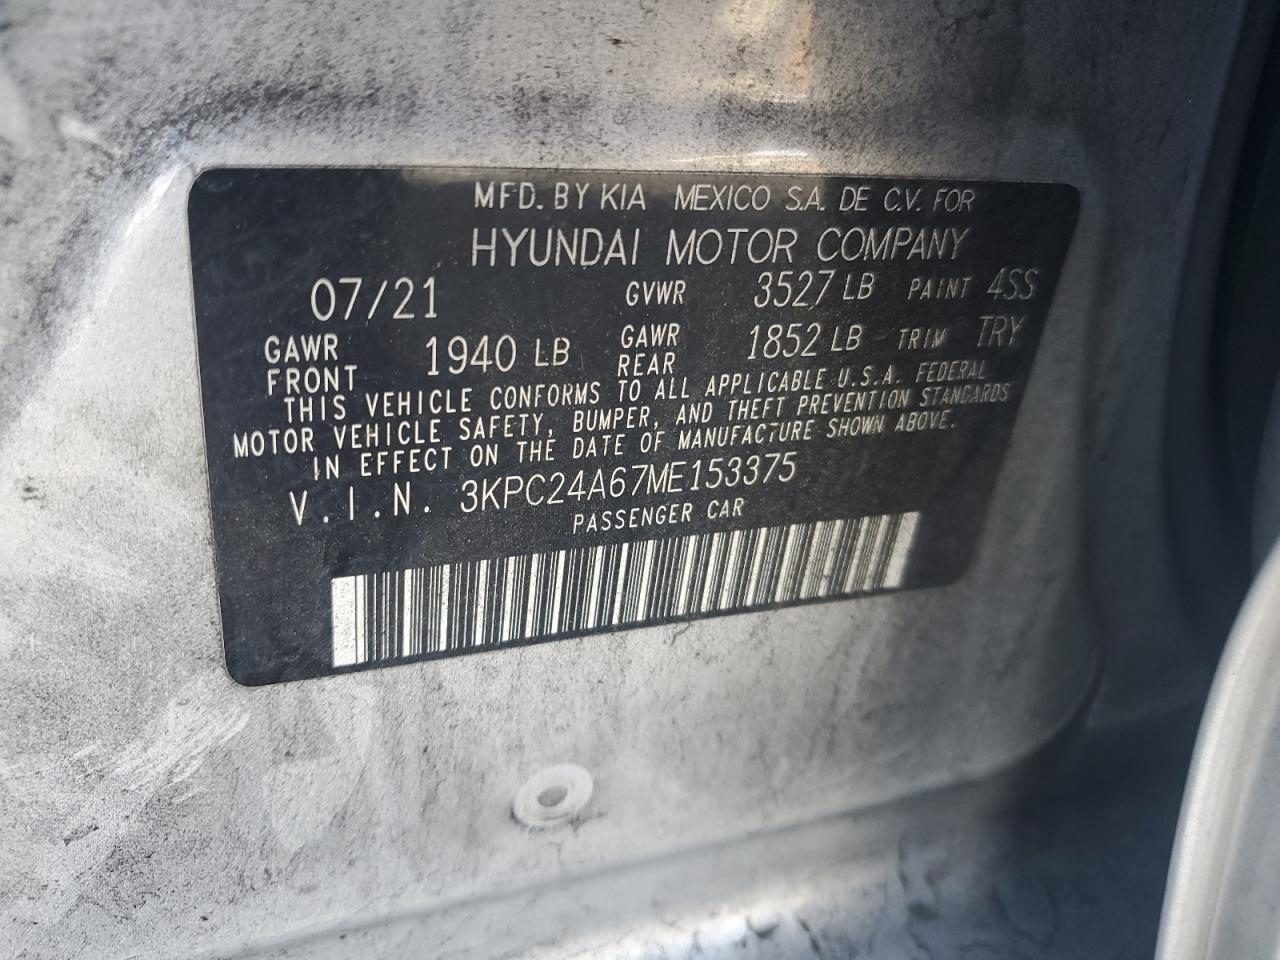 MFD. BY KIA MEXICO S.A. DE C.V. FOR
HYUNDAI MOTOR COMPANY
07/21 GVWR 3527 LB PAINT 4SS
GAWR FRONT 1940 LB GAWR REAR 1852 LB TRIM TRY
THIS VEHICLE CONFORMS TO ALL APPLICABLE U.S.A. FEDERAL
MOTOR VEHICLE SAFETY, BUMPER, AND THEFT PREVENTION STANDARDS
IN EFFECT ON THE DATE OF MANUFACTURE SHOWN ABOVE.
V.I.N. 3KPC24A67ME153375
PASSENGER CAR